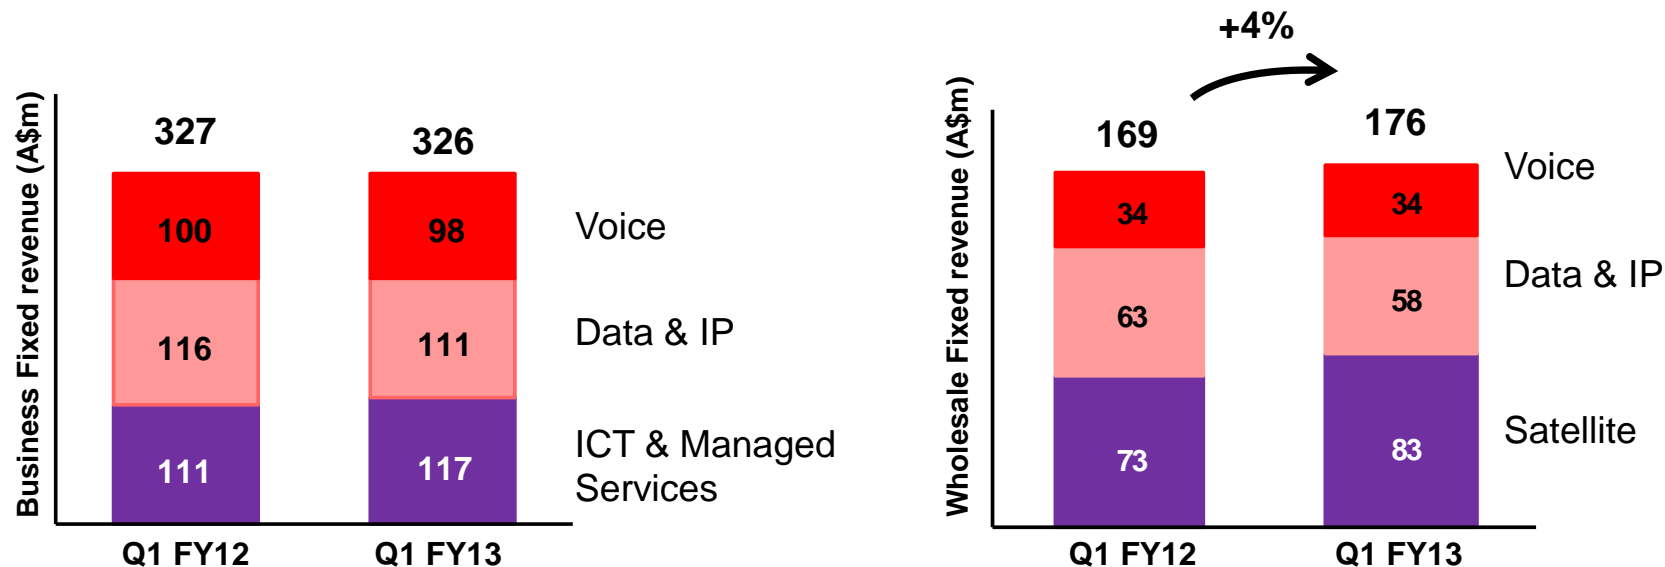 Business Fixed revenue (A$m)
327
326
100
98
Voice
116
111
Data & IP
111
117
ICT & Managed
Services
Q1 FY12
Q1 FY13
+4%
Wholesale Fixed revenue (A$m)
169
176
Voice
34
34
Data & IP
63
58
Satellite
73
83
Q1 FY12
Q1 FY13